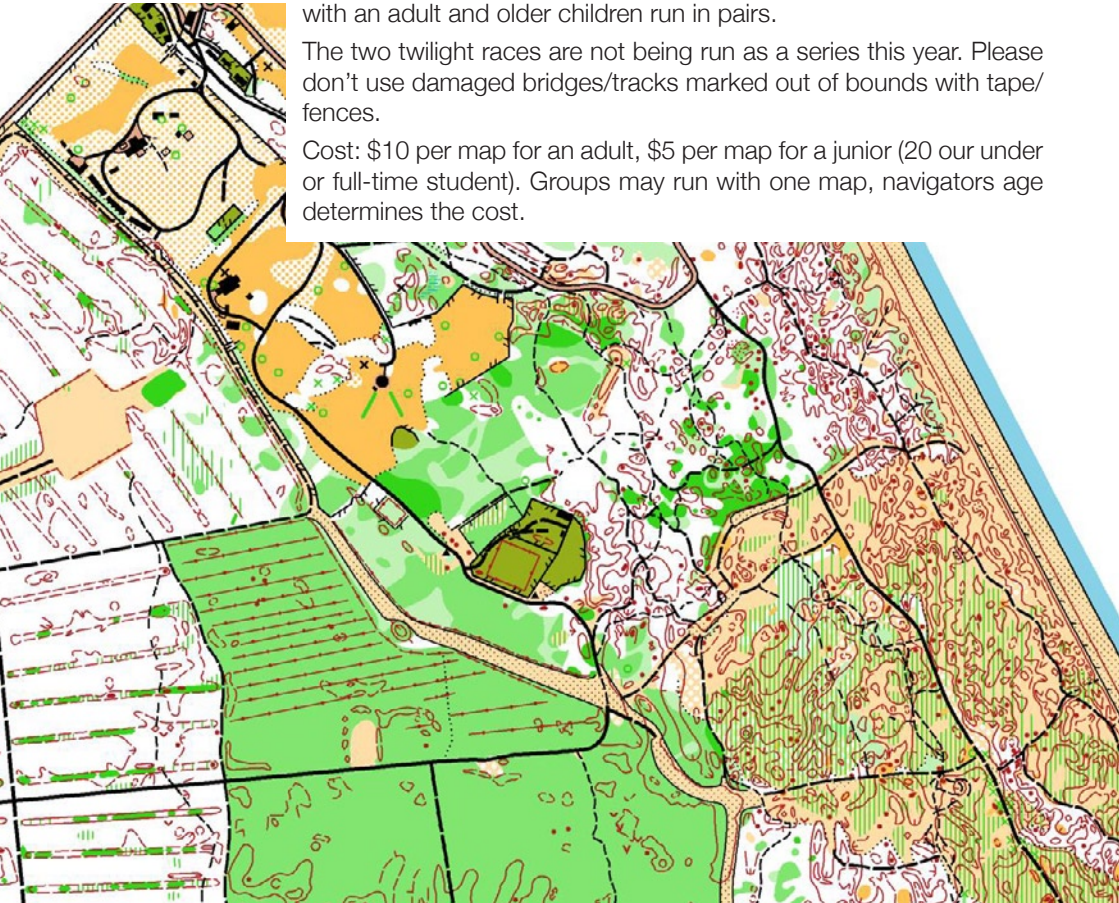 with an adult and older children run in pairs.
The two twilight races are not being run as a series this year. Please
don’t use damaged bridges/tracks marked out of bounds with tape/
fences.
Cost: $10 per map for an adult, $5 per map for a junior (20 our under
or full-time student). Groups may run with one map, navigators age
determines the cost.